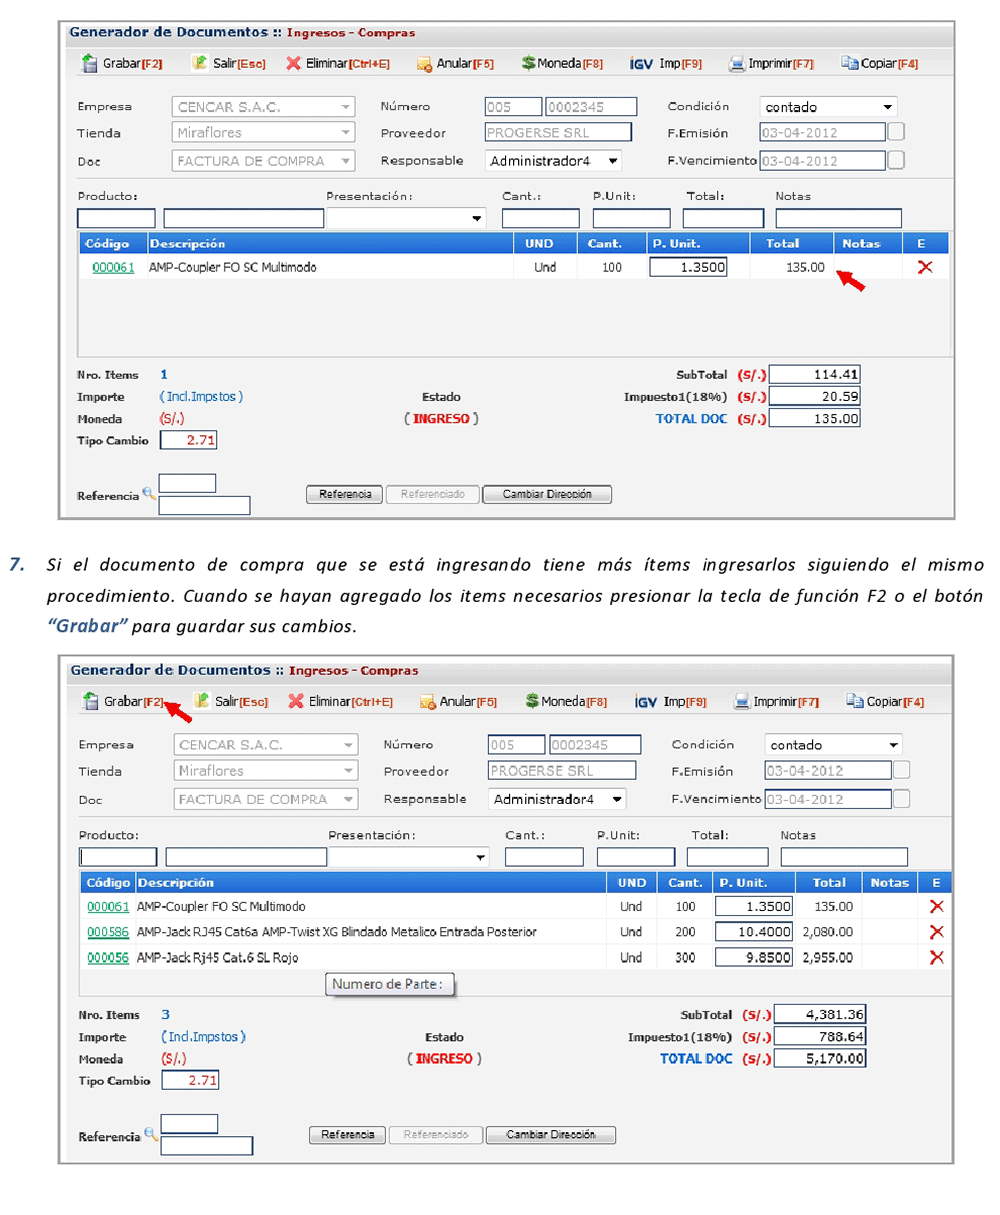 Generador de Documentos :: Ingresos - Compras
Grabar[F2] Salir[Esc] Eliminar[Ctrl+E] Anular[F5] $Moneda[F8] IGV Imp[F9] Imprimir[F7] Copiar[F4]
Empresa CENCAR S.A.C. Número 005 0002345 Condición contado
Tienda Miraflores Proveedor PROGERSE SRL F.Emisión 03-04-2012
Doc FACTURA DE COMPRA Responsable Administrador4 F.Vencimiento 03-04-2012
Producto: Presentación: Cant.: P.Unit: Total: Notas
Código Descripción UND Cant. P. Unit. Total Notas E
000061 AMP-Coupler FO SC Multimodo Und 100 1.3500 135.00
Nro. Items 1 SubTotal (S/.) 114.41
Importe (Incl.Impstos) Estado Impuesto1(18%) (S/.) 20.59
Moneda (S/.) ( INGRESO ) TOTAL DOC (S/.) 135.00
Tipo Cambio 2.71
Referencia Referencia Referenciado Cambiar Dirección
7. Si el documento de compra que se está ingresando tiene más ítems ingresarlos siguiendo el mismo
procedimiento. Cuando se hayan agregado los items necesarios presionar la tecla de función F2 o el botón
“Grabar” para guardar sus cambios.
Generador de Documentos :: Ingresos - Compras
Grabar[F2] Salir[Esc] Eliminar[Ctrl+E] Anular[F5] $Moneda[F8] IGV Imp[F9] Imprimir[F7] Copiar[F4]
Empresa CENCAR S.A.C. Número 005 0002345 Condición contado
Tienda Miraflores Proveedor PROGERSE SRL F.Emisión 03-04-2012
Doc FACTURA DE COMPRA Responsable Administrador4 F.Vencimiento 03-04-2012
Producto: Presentación: Cant.: P.Unit: Total: Notas
Código Descripción UND Cant. P. Unit. Total Notas E
000061 AMP-Coupler FO SC Multimodo Und 100 1.3500 135.00
000586 AMP-Jack RJ45 Cat6a AMP-Twist XG Blindado Metalico Entrada Posterior Und 200 10.4000 2,080.00
000056 AMP-Jack Rj45 Cat.6 SL Rojo Und 300 9.8500 2,955.00
Numero de Parte :
Nro. Items 3 SubTotal (S/.) 4,381.36
Importe (Incl.Impstos) Estado Impuesto1(18%) (S/.) 788.64
Moneda (S/.) ( INGRESO ) TOTAL DOC (S/.) 5,170.00
Tipo Cambio 2.71
Referencia Referencia Referenciado Cambiar Dirección